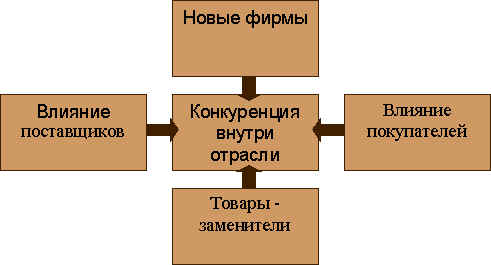 Новые фирмы
Влияние
поставщиков
Конкуренция
внутри
отрасли
Влияние
покупателей
Товары -
заменители